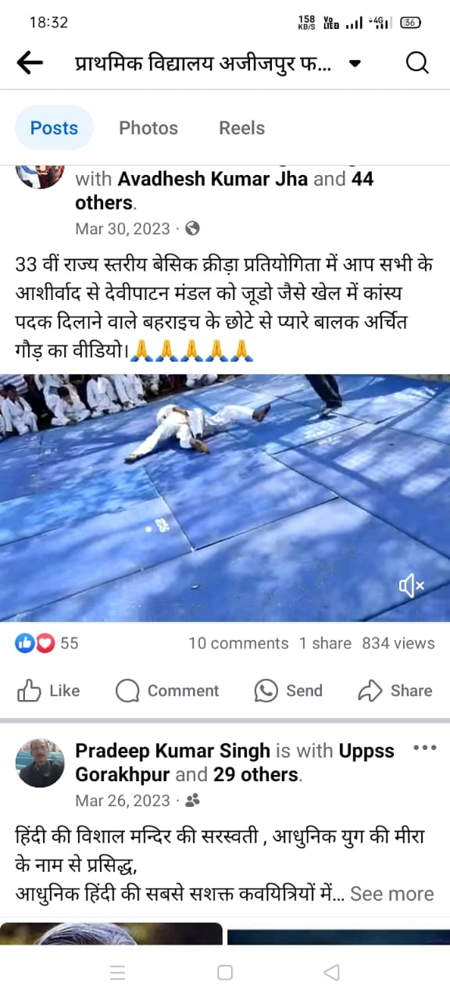 18:32
158 KB/S Vo LTE 4G 36
प्राथमिक विद्यालय अजीजपुर फ...
Posts Photos Reels
with Avadhesh Kumar Jha and 44
others.
Mar 30, 2023 ·
33 वीं राज्य स्तरीय बेसिक क्रीड़ा प्रतियोगिता में आप सभी के
आशीर्वाद से देवीपाटन मंडल को जूडो जैसे खेल में कांस्य
पदक दिलाने वाले बहराइच के छोटे से प्यारे बालक अर्चित
गौड़ का वीडियो।🙏🙏🙏🙏🙏
55 10 comments 1 share 834 views
Like Comment Send Share
Pradeep Kumar Singh is with Uppss
Gorakhpur and 29 others.
Mar 26, 2023 ·
हिंदी की विशाल मन्दिर की सरस्वती , आधुनिक युग की मीरा
के नाम से प्रसिद्ध,
आधुनिक हिंदी की सबसे सशक्त कवयित्रियों में... See more